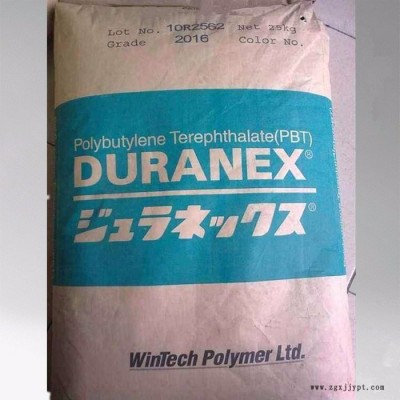 Lot No. 10R2562 Net 25kg
Grade 2016 Color No.
Polybutylene Terephthalate(PBT)
DURANEX®
ジュラネックス®
WinTech Polymer Ltd.
www.zgxjjypt.com